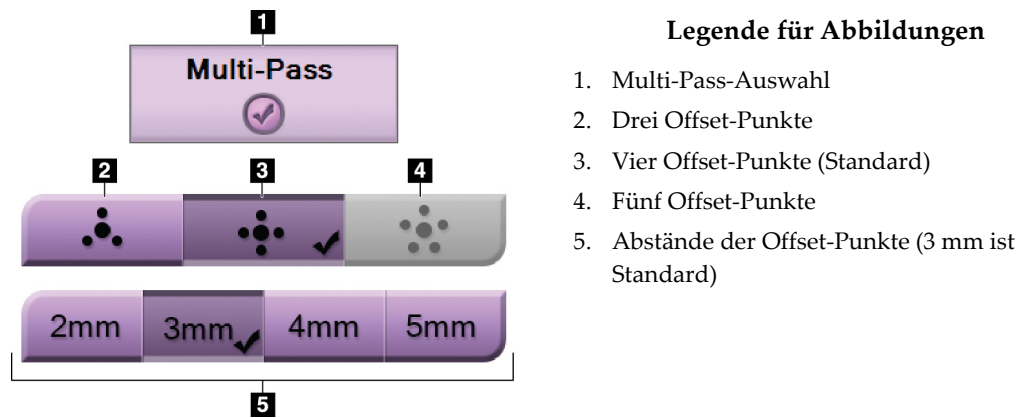 1
Multi-Pass
2 3 4
2mm 3mm 4mm 5mm
5
Legende für Abbildungen
1. Multi-Pass-Auswahl
2. Drei Offset-Punkte
3. Vier Offset-Punkte (Standard)
4. Fünf Offset-Punkte
5. Abstände der Offset-Punkte (3 mm ist
Standard)